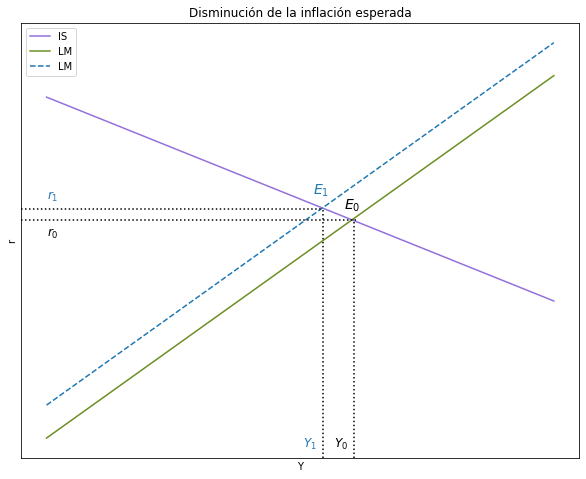 Disminución de la inflación esperada
IS
LM
LM
E₁
E₀
r₁
r₀
r
Y₁
Y₀
Y